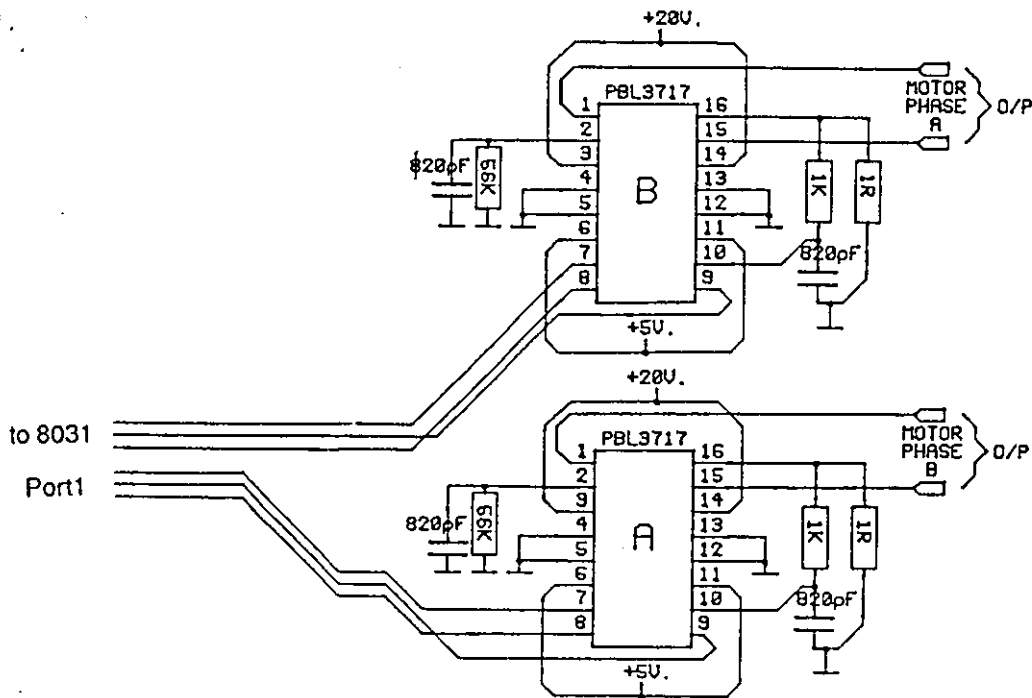 +20V.
PBL3717
1 16
2 15
3 14
4 13
5 12
6 11
7 10
8 9
B
820pF
56K
1K
1R
820pF
MOTOR
PHASE
A
O/P
+5V.
+20V.
PBL3717
1 16
2 15
3 14
4 13
5 12
6 11
7 10
8 9
A
820pF
56K
1K
1R
820pF
MOTOR
PHASE
B
O/P
+5V.
to 8031
Port1